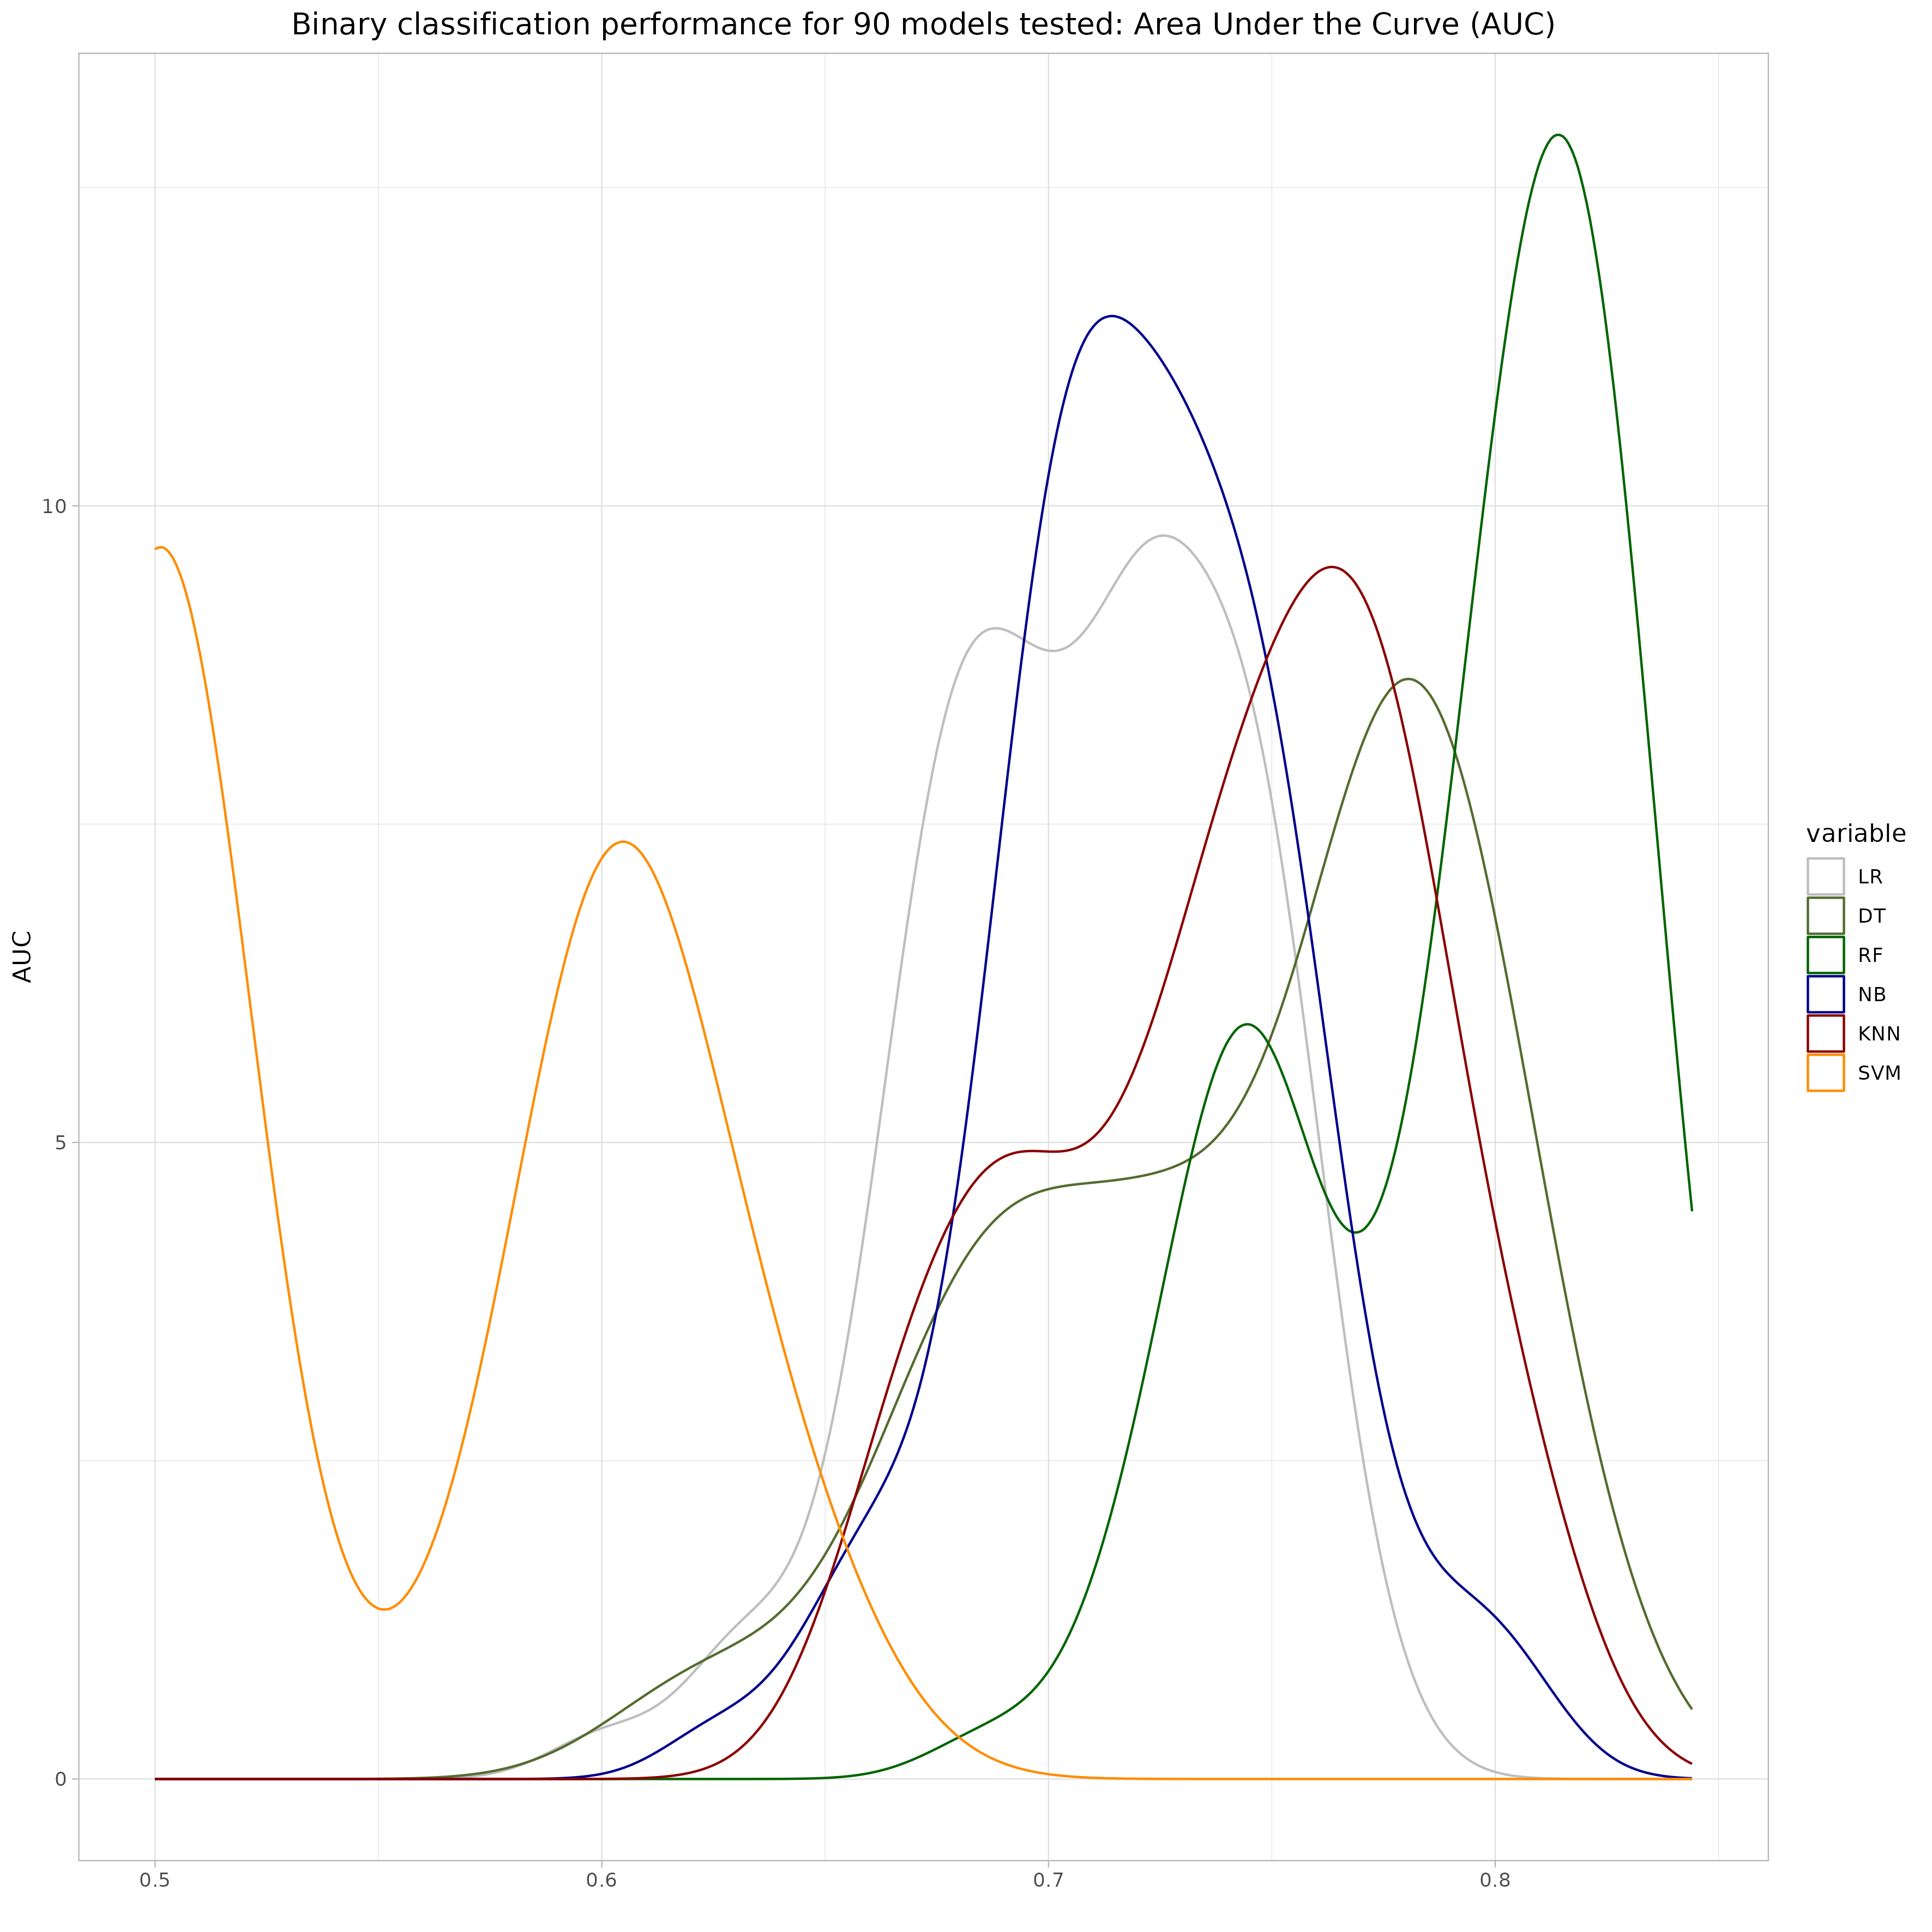 Binary classification performance for 90 models tested: Area Under the Curve (AUC)
10
5
0
AUC
0.5
0.6
0.7
0.8
variable
LR
DT
RF
NB
KNN
SVM